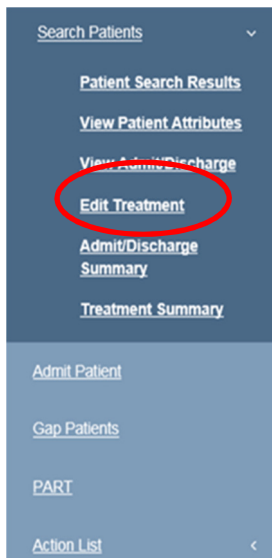 Search Patients
Patient Search Results
View Patient Attributes
View Admit/Discharge
Edit Treatment
Admit/Discharge
Summary
Treatment Summary
Admit Patient
Gap Patients
PART
Action List